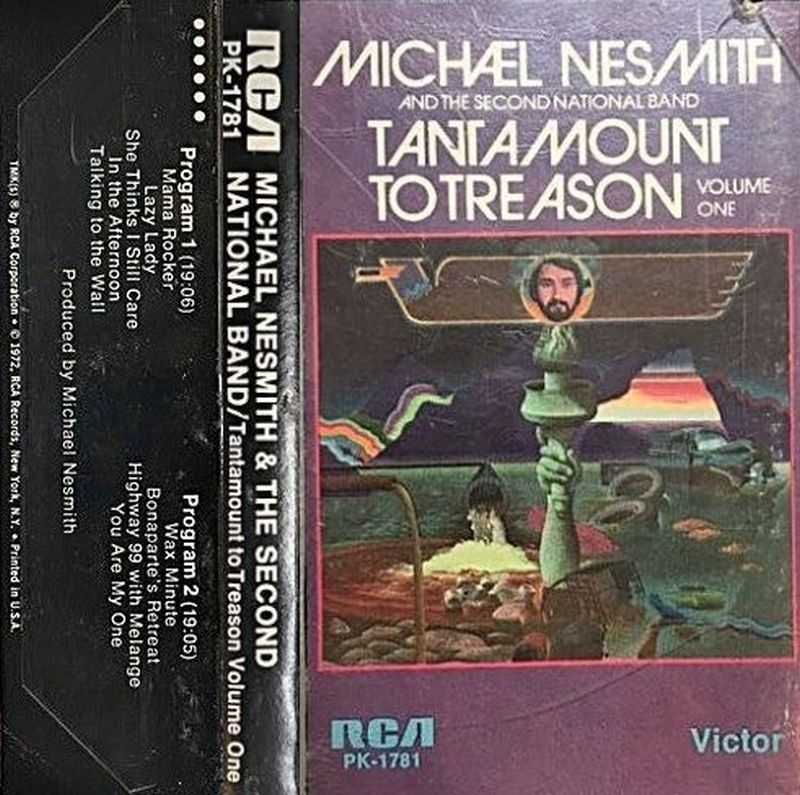 MICHAEL NESMITH
AND THE SECOND NATIONAL BAND
TANTAMOUNT
TO TREASON VOLUME
ONE
RCA
PK-1781
Victor
RCA
PK-1781
MICHAEL NESMITH & THE SECOND
NATIONAL BAND/Tantamount to Treason Volume One
Program 1 (19:06)
Mama Rocker
Lazy Lady
She Thinks I Still Care
In the Afternoon
Talking to the Wall
Program 2 (19:05)
Wax Minute
Bonaparte's Retreat
Highway 99 with Melange
You Are My One
Produced by Michael Nesmith
TMK(s) ® by RCA Corporation • © 1972, RCA Records, New York, N.Y. • Printed in U.S.A.